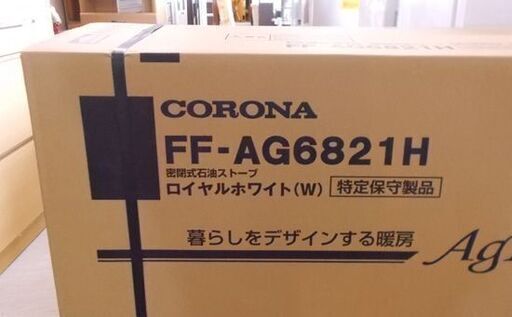 FF-AG6821H
CORONA
FF-AG6821H
密閉式石油ストーブ
ロイヤルホワイト(W) 特定保守製品
暮らしをデザインする暖房